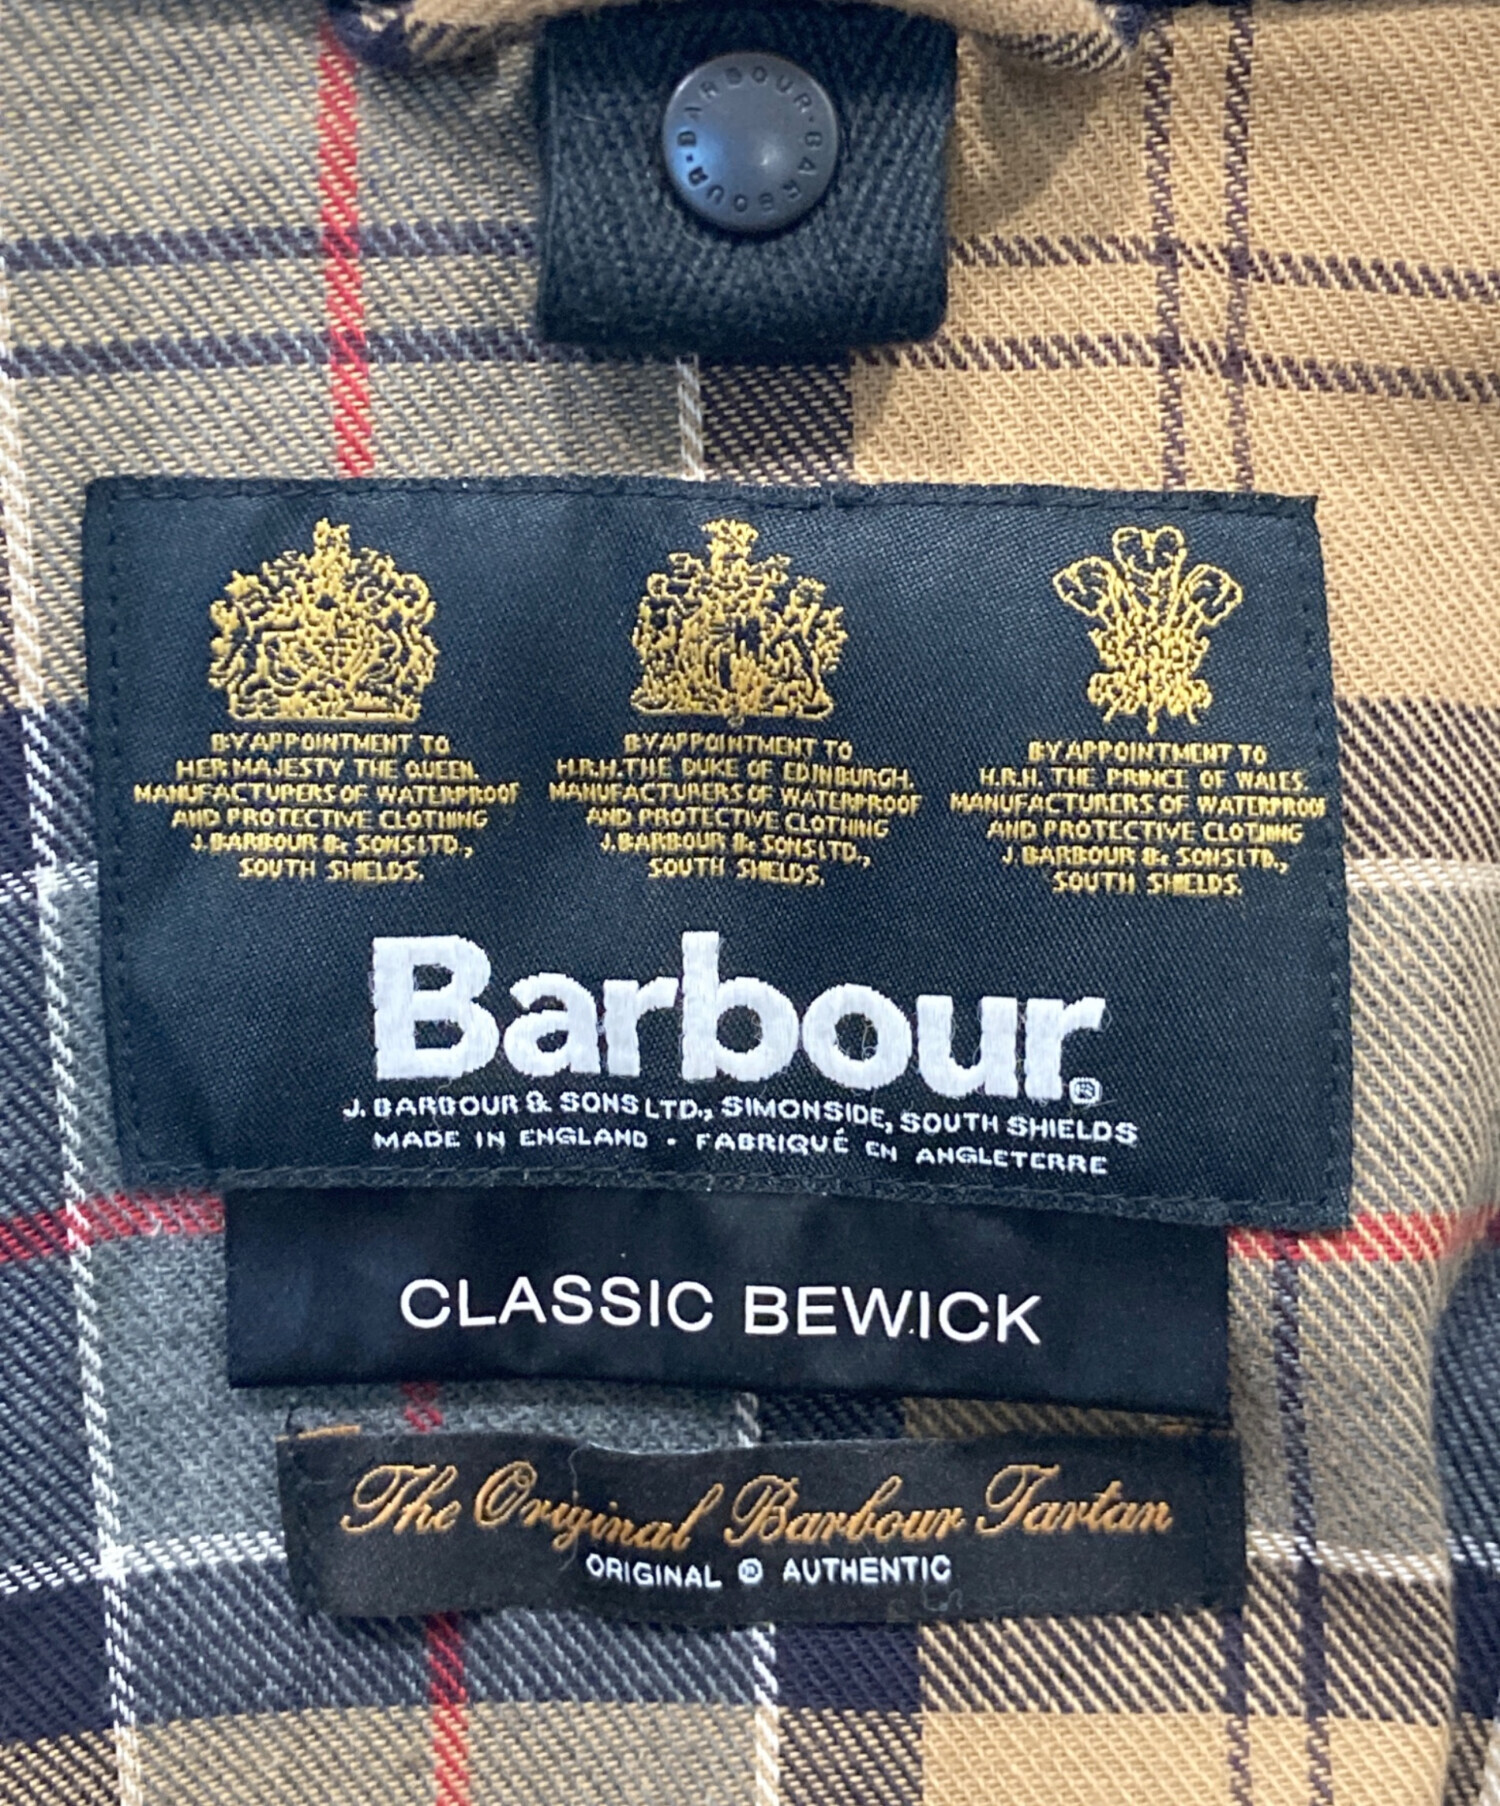 BARBOUR · BARBOUR ·
BY APPOINTMENT TO
HER MAJESTY THE QUEEN.
MANUFACTURERS OF WATERPROOF
AND PROTECTIVE CLOTHING
J. BARBOUR & SONS LTD.,
SOUTH SHIELDS.
BY APPOINTMENT TO
H.R.H. THE DUKE OF EDINBURGH.
MANUFACTURERS OF WATERPROOF
AND PROTECTIVE CLOTHING
J. BARBOUR & SONS LTD.,
SOUTH SHIELDS.
BY APPOINTMENT TO
H.R.H. THE PRINCE OF WALES.
MANUFACTURERS OF WATERPROOF
AND PROTECTIVE CLOTHING
J. BARBOUR & SONS LTD.,
SOUTH SHIELDS.
Barbour®
J. BARBOUR & SONS LTD., SIMONSIDE, SOUTH SHIELDS
MADE IN ENGLAND · FABRIQUÉ EN ANGLETERRE
CLASSIC BEWICK
The Original Barbour Tartan
ORIGINAL ® AUTHENTIC